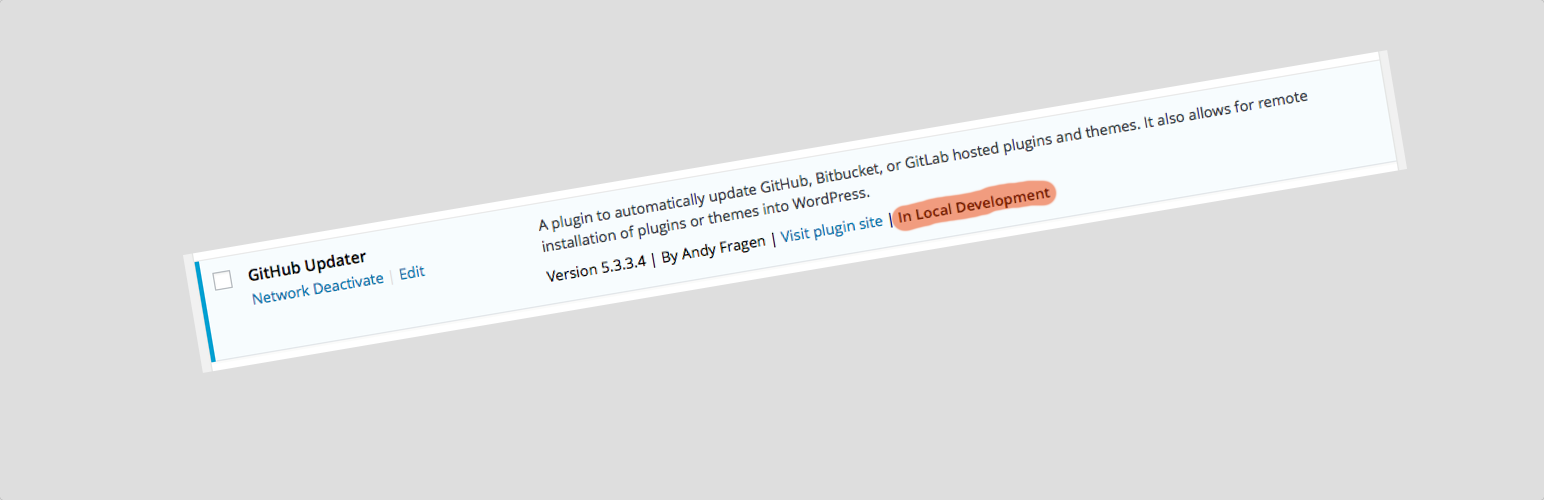 GitHub Updater
Network Deactivate | Edit
A plugin to automatically update GitHub, Bitbucket, or GitLab hosted plugins and themes. It also allows for remote
installation of plugins or themes into WordPress.
Version 5.3.3.4 | By Andy Fragen | Visit plugin site | In Local Development